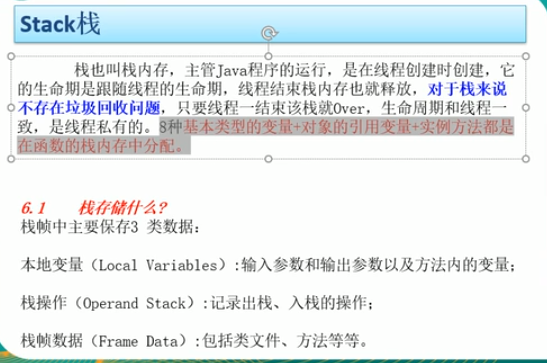 Stack栈
栈也叫栈内存，主管Java程序的运行，是在线程创建时创建，它
的生命期是跟随线程的生命期，线程结束栈内存也就释放，对于栈来说
不存在垃圾回收问题，只要线程一结束该栈就Over，生命周期和线程一
致，是线程私有的。8种基本类型的变量+对象的引用变量+实例方法都是
在函数的栈内存中分配。
6.1 栈存储什么?
栈帧中主要保存3 类数据：
本地变量（Local Variables）:输入参数和输出参数以及方法内的变量；
栈操作（Operand Stack）:记录出栈、入栈的操作；
栈帧数据（Frame Data）:包括类文件、方法等等。